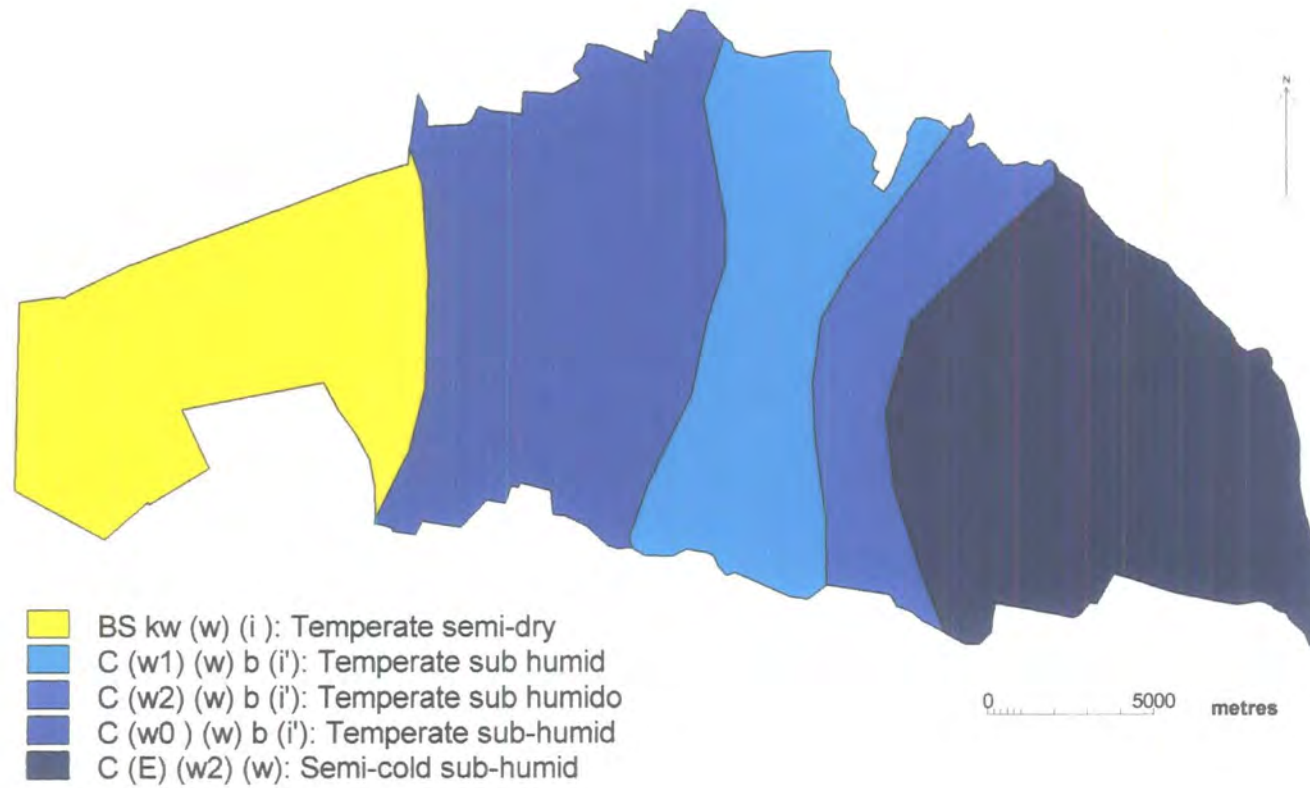 N
BS kw (w) (i ): Temperate semi-dry
C (w1) (w) b (i'): Temperate sub humid
C (w2) (w) b (i'): Temperate sub humido
C (w0 ) (w) b (i'): Temperate sub-humid
C (E) (w2) (w): Semi-cold sub-humid
0 5000 metres